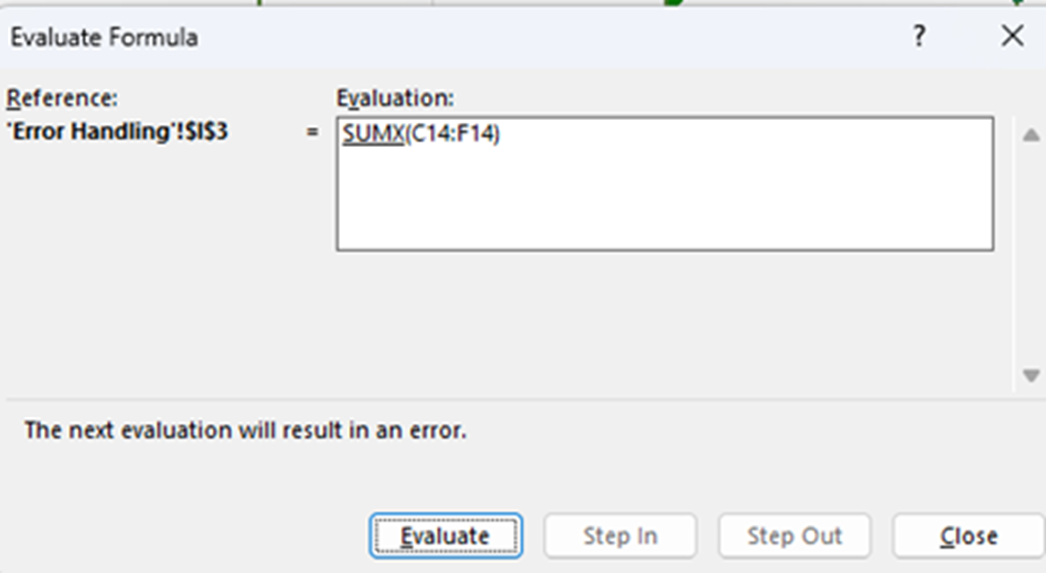 Evaluate Formula ? ×
Reference: Evaluation:
'Error Handling'!$I$3 = SUMX(C14:F14)
The next evaluation will result in an error.
Evaluate Step In Step Out Close